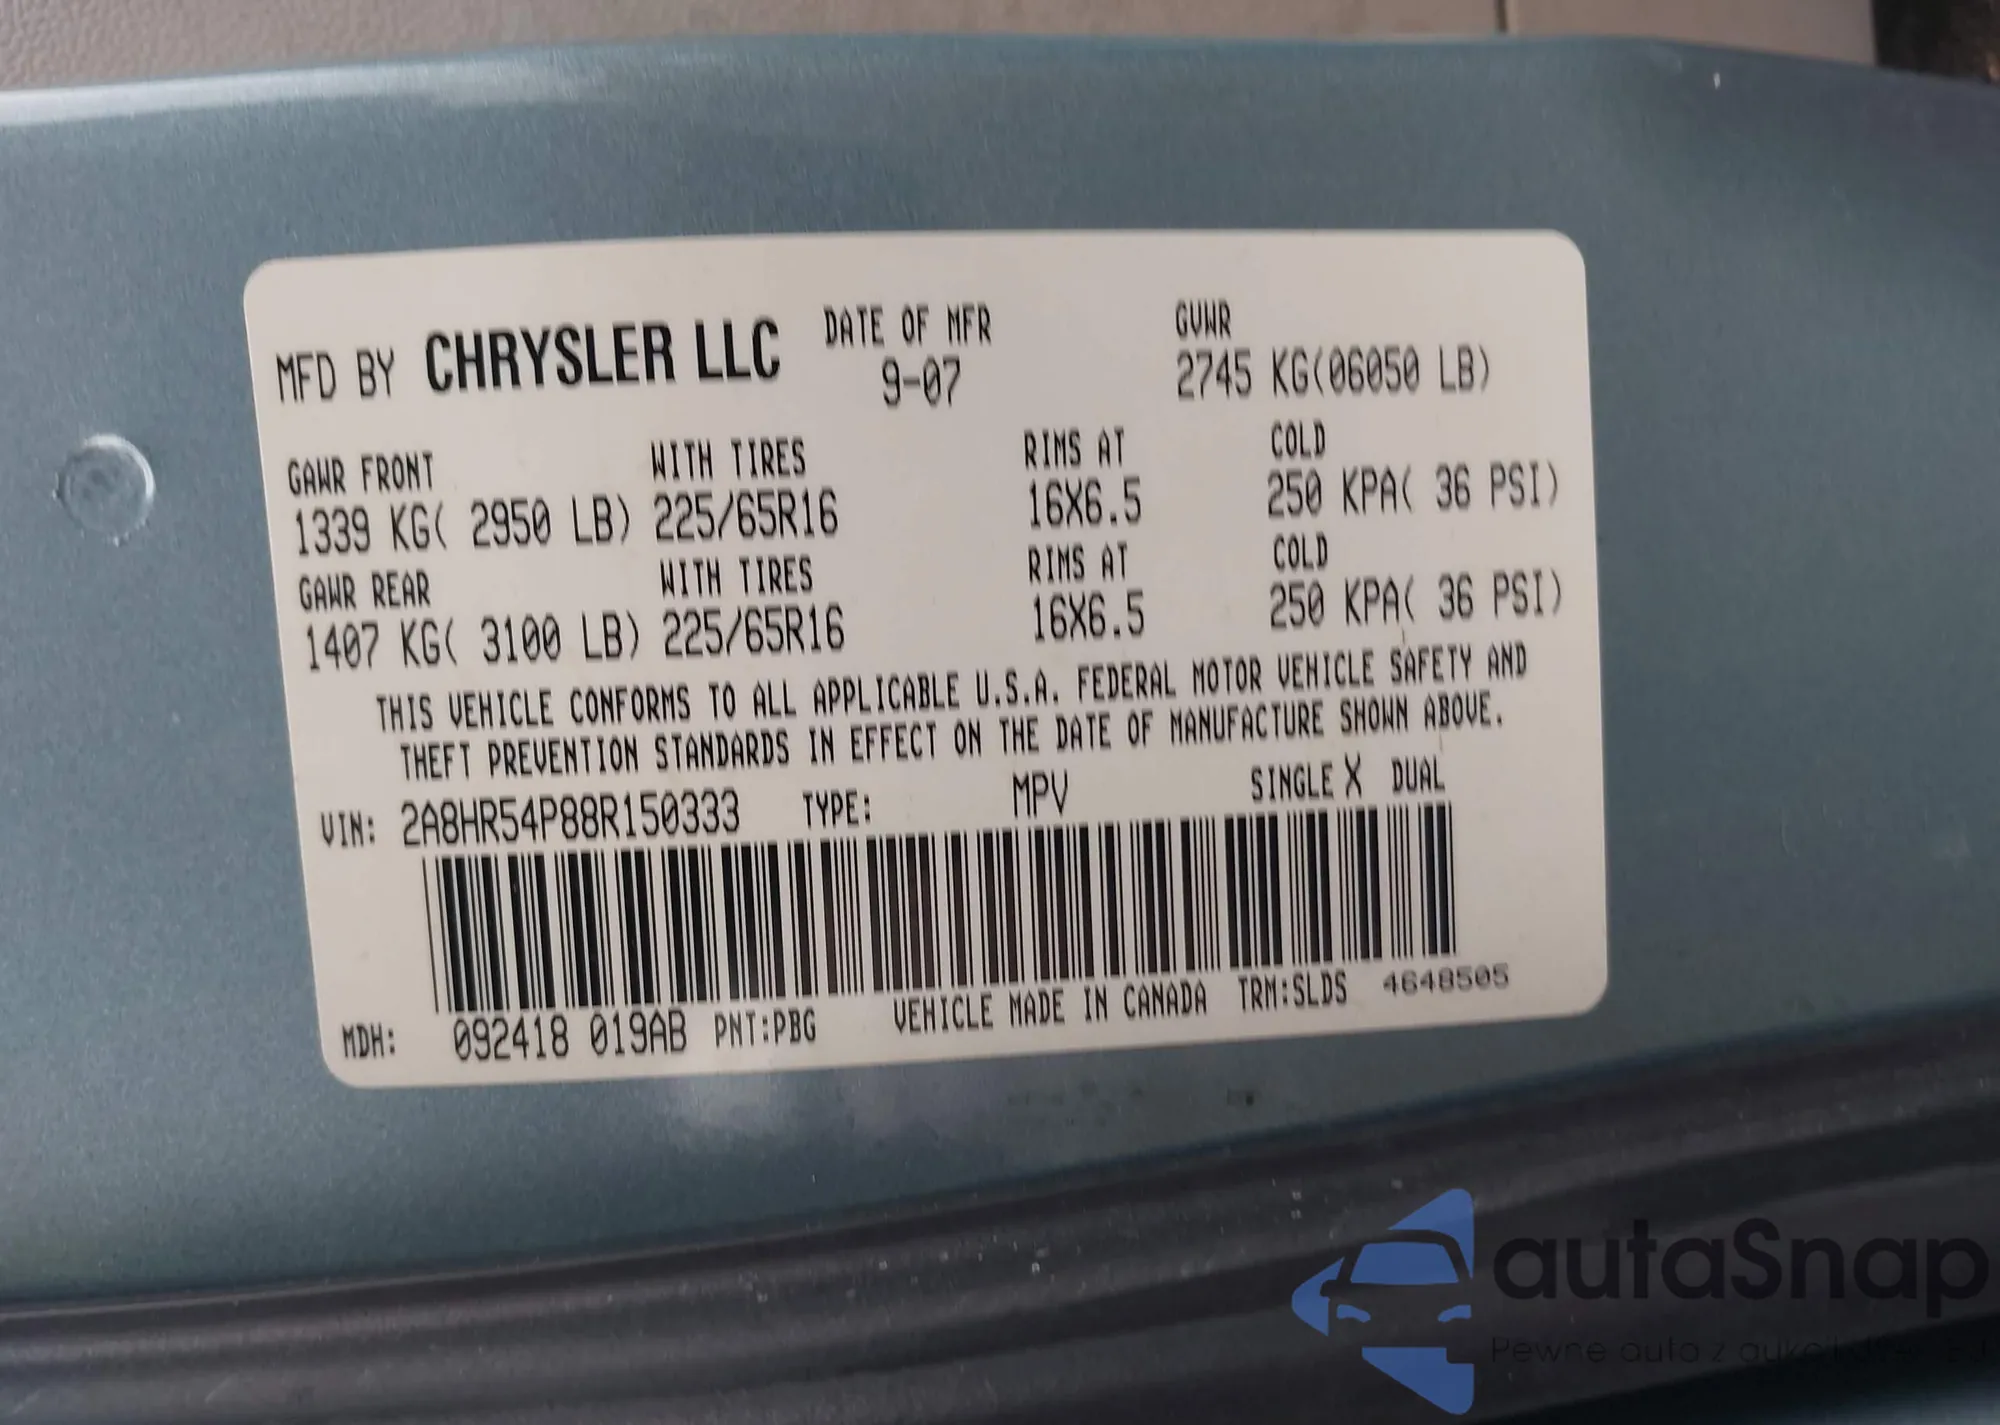 MFD BY CHRYSLER LLC DATE OF MFR GVWR
9-07 2745 KG(06050 LB)
GAWR FRONT WITH TIRES RIMS AT COLD
1339 KG( 2950 LB) 225/65R16 16X6.5 250 KPA( 36 PSI)
GAWR REAR WITH TIRES RIMS AT COLD
1407 KG( 3100 LB) 225/65R16 16X6.5 250 KPA( 36 PSI)
THIS VEHICLE CONFORMS TO ALL APPLICABLE U.S.A. FEDERAL MOTOR VEHICLE SAFETY AND
THEFT PREVENTION STANDARDS IN EFFECT ON THE DATE OF MANUFACTURE SHOWN ABOVE.
VIN: 2A8HR54P88R150333 TYPE: MPV SINGLE X DUAL
MDH: 092418 019AB PNT:PBG VEHICLE MADE IN CANADA TRM:SLDS 4648505
autaSnap
Pewne auta z aukcji